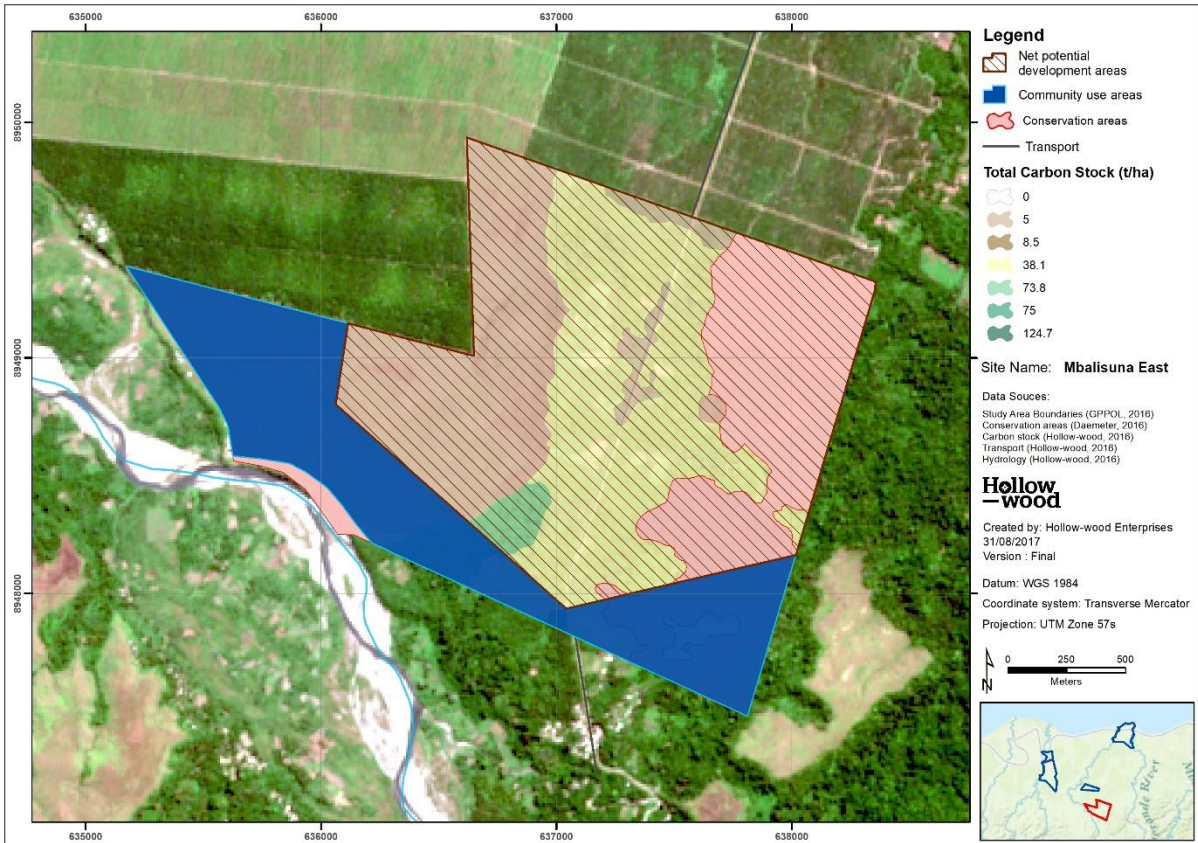 635000
636000
637000
638000
8950000
8949000
8948000
635000
636000
637000
638000
Legend
Net potential
development areas
Community use areas
Conservation areas
Transport
Total Carbon Stock (t/ha)
0
5
8.5
38.1
73.8
75
124.7
Site Name: Mbalisuna East
Data Souces:
Study Area Boundaries (GPPOL, 2016)
Conservation areas (Daemeter, 2016)
Carbon stock (Hollow-wood, 2016)
Transport (Hollow-wood, 2016)
Hydrology (Hollow-wood, 2016)
Hollow
—wood
Created by: Hollow-wood Enterprises
31/08/2017
Version : Final
Datum: WGS 1984
Coordinate system: Transverse Mercator
Projection: UTM Zone 57s
N
0 250 500
Meters
River